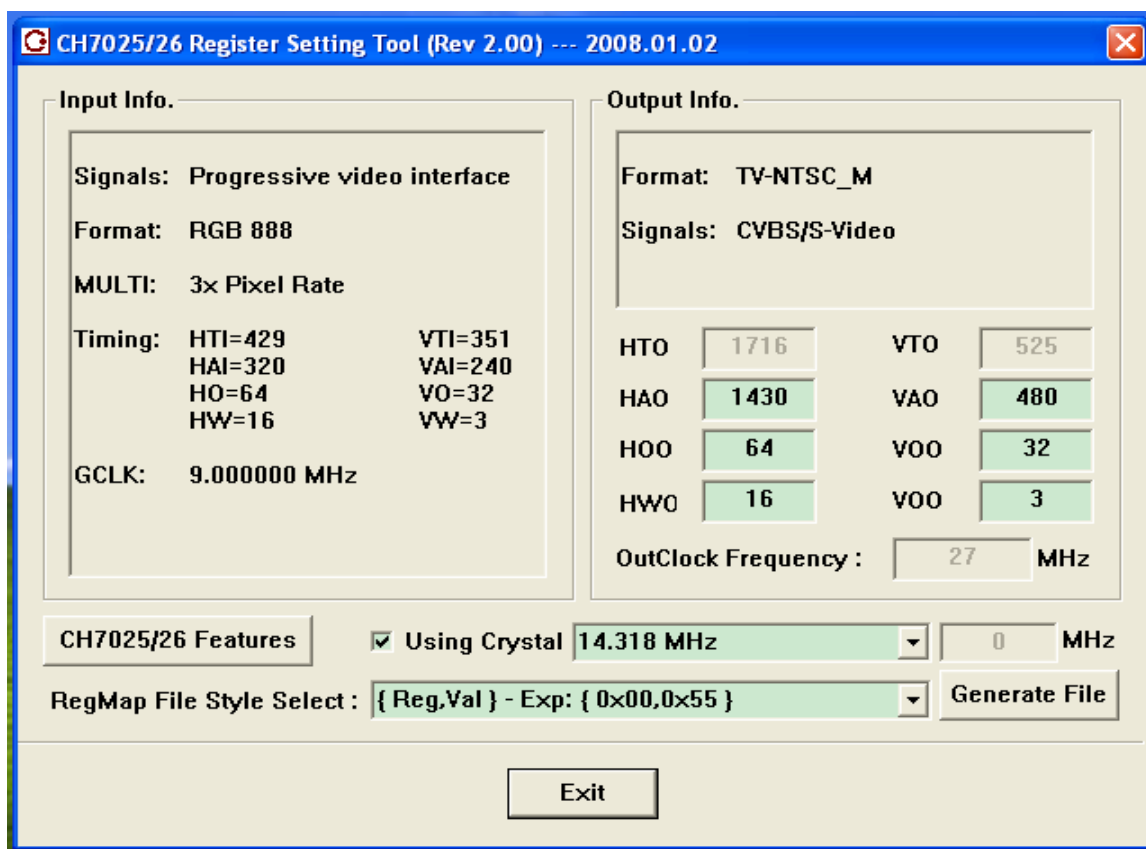 CH7025/26 Register Setting Tool (Rev 2.00) --- 2008.01.02
Input Info.
Signals: Progressive video interface
Format: RGB 888
MULTI: 3x Pixel Rate
Timing: HTI=429 VTI=351
HAI=320 VAI=240
HO=64 VO=32
HW=16 VW=3
GCLK: 9.000000 MHz
Output Info.
Format: TV-NTSC_M
Signals: CVBS/S-Video
HTO 1716 VTO 525
HAO 1430 VAO 480
HOO 64 VOO 32
HWO 16 VOO 3
OutClock Frequency : 27 MHz
CH7025/26 Features Using Crystal 14.318 MHz 0 MHz
RegMap File Style Select : { Reg,Val } - Exp: { 0x00,0x55 } Generate File
Exit